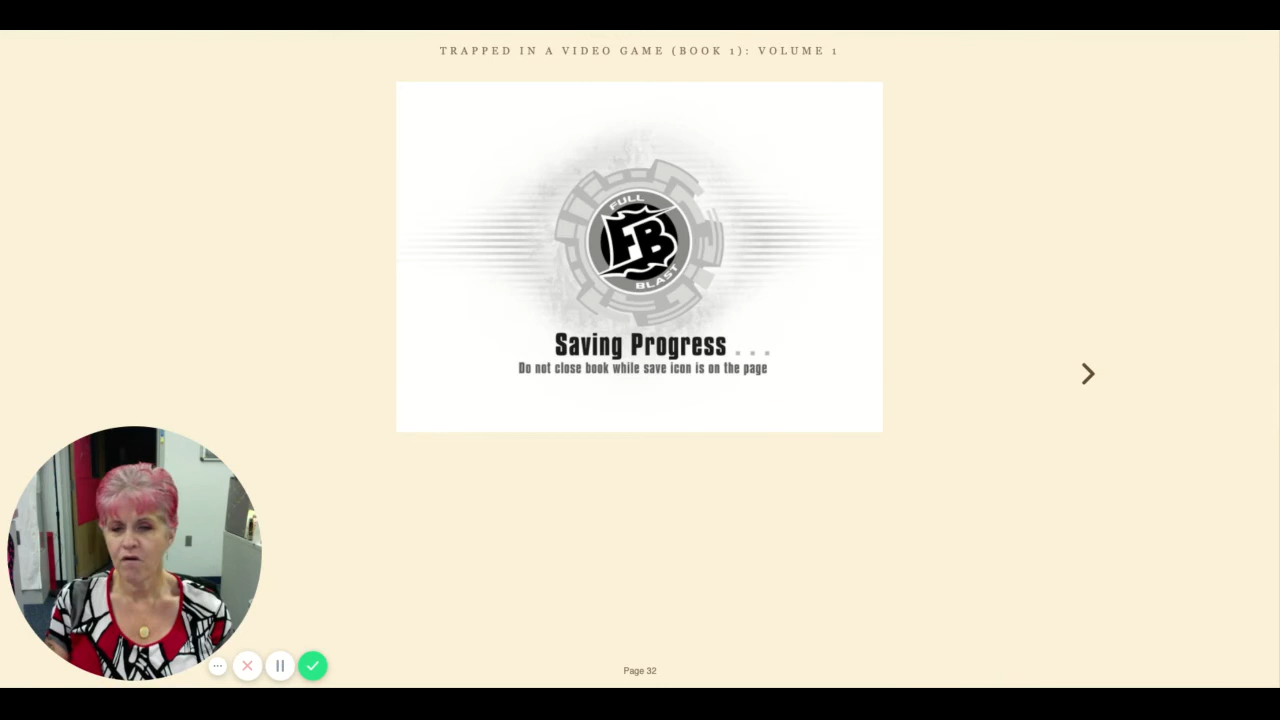 TRAPPED IN A VIDEO GAME (BOOK 1): VOLUME 1
FULL
FB
BLAST
Saving Progress . . .
Do not close book while save icon is on the page
Page 32